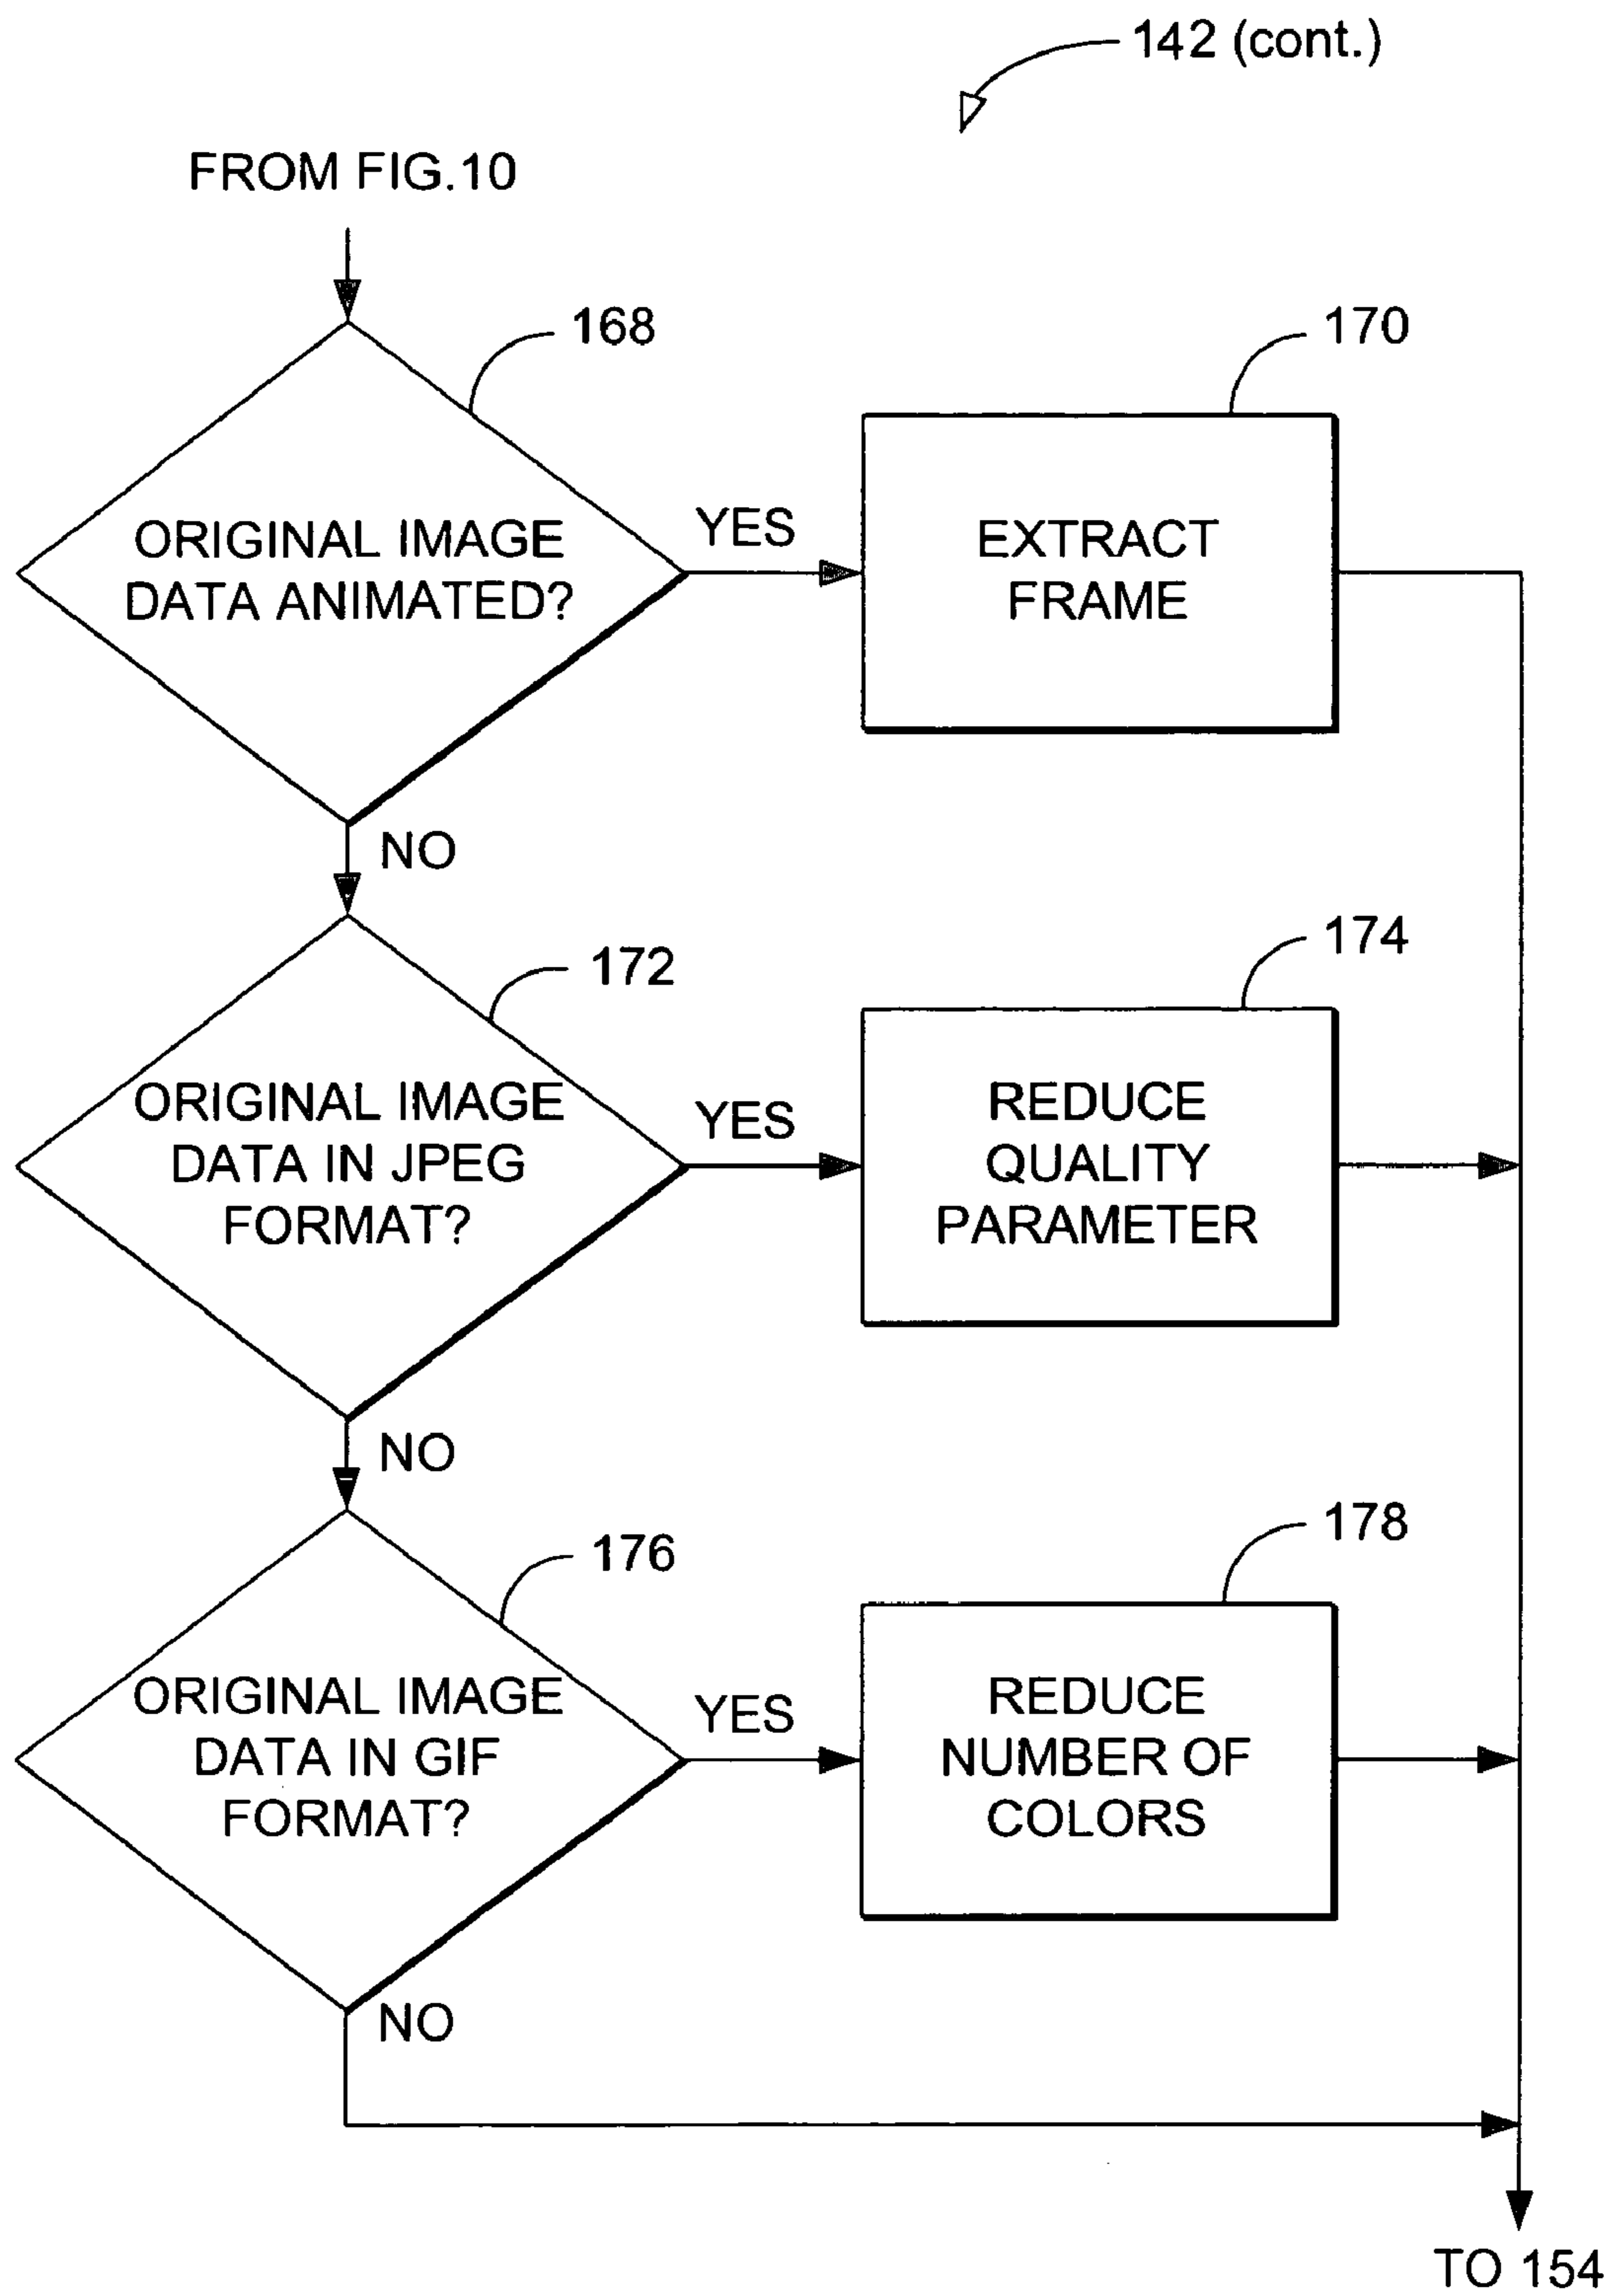 142 (cont.)
FROM FIG.10
168
170
ORIGINAL IMAGE
DATA ANIMATED?
YES
EXTRACT
FRAME
NO
172
174
ORIGINAL IMAGE
DATA IN JPEG
FORMAT?
YES
REDUCE
QUALITY
PARAMETER
NO
176
178
ORIGINAL IMAGE
DATA IN GIF
FORMAT?
YES
REDUCE
NUMBER OF
COLORS
NO
TO 154